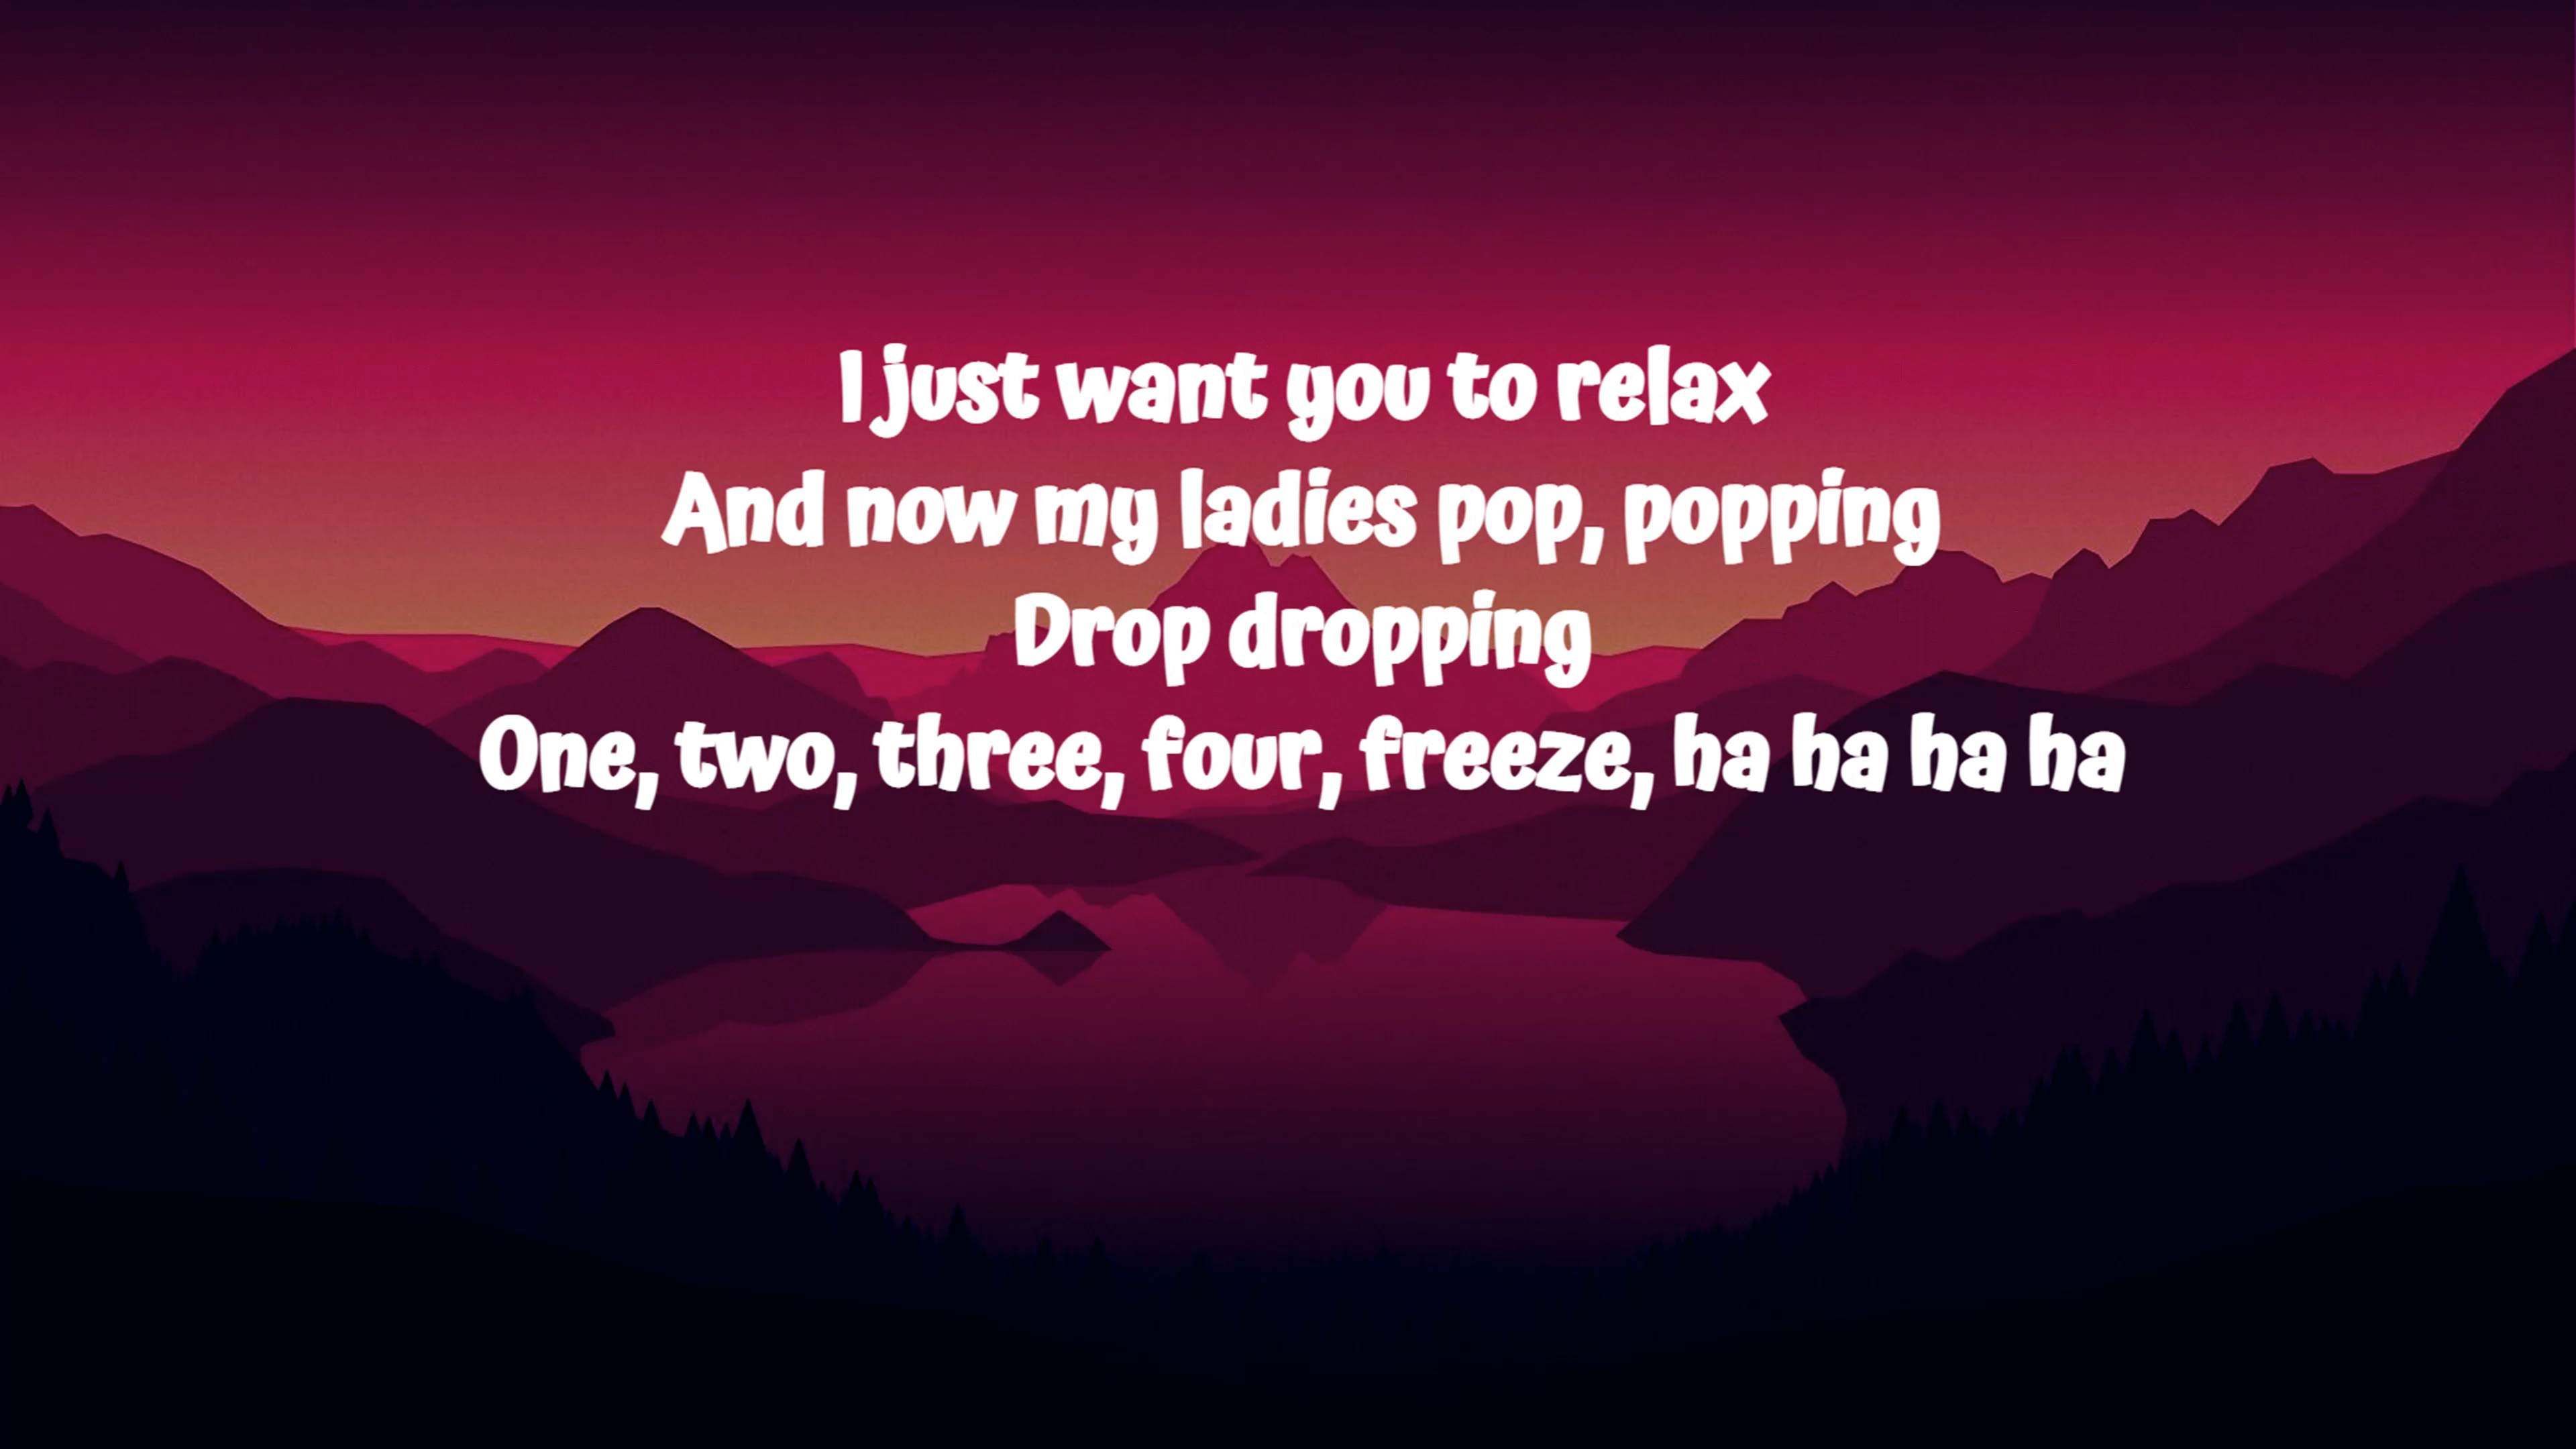 I just want you to relax
And now my ladies pop, popping
Drop dropping
One, two, three, four, freeze, ha ha ha ha